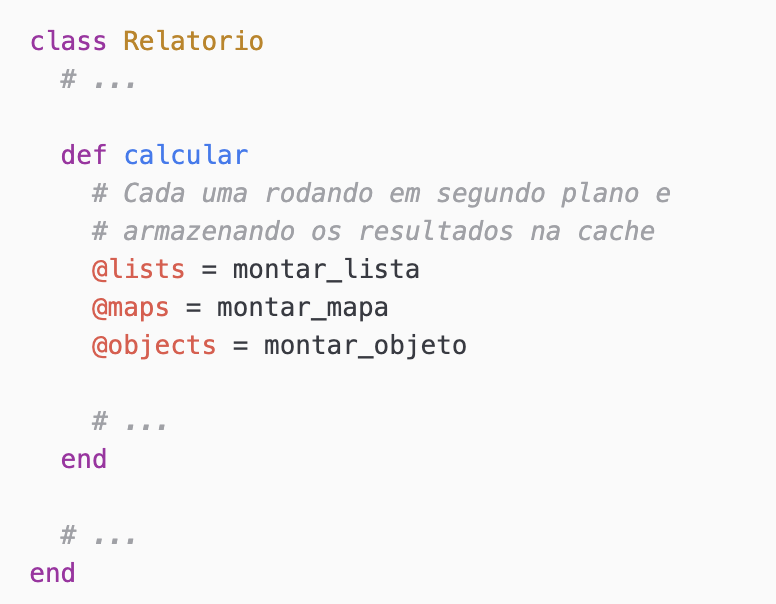 class Relatorio
  # ...
  def calcular
    # Cada uma rodando em segundo plano e
    # armazenando os resultados na cache
    @lists = montar_lista
    @maps = montar_mapa
    @objects = montar_objeto
    # ...
  end
  # ...
end